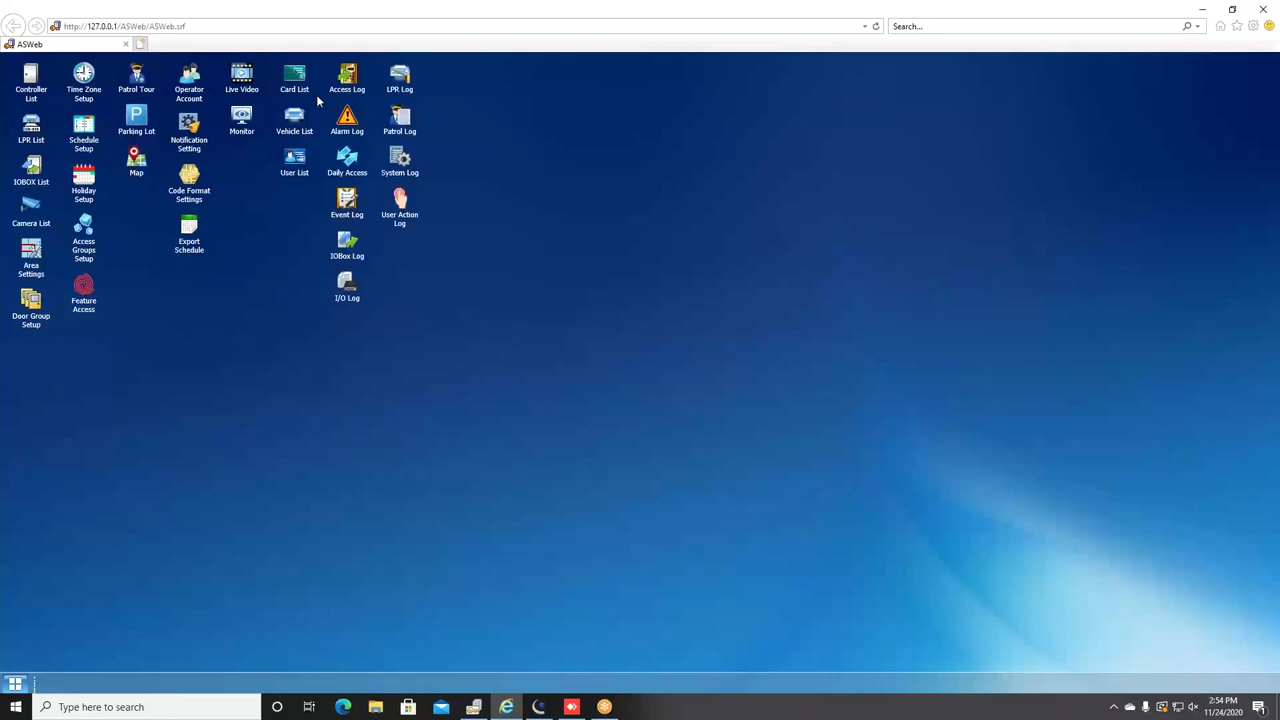 http://127.0.0.1/ASWeb/ASWeb.srf
Search...
ASWeb
Controller
List
Time Zone
Setup
Patrol Tour
Operator
Account
Live Video
Card List
Access Log
LPR Log
LPR List
Schedule
Setup
Parking Lot
Notification
Setting
Monitor
Vehicle List
Alarm Log
Patrol Log
IOBOX List
Holiday
Setup
Map
Code Format
Settings
User List
Daily Access
System Log
Camera List
Access
Groups
Setup
Export
Schedule
Event Log
User Action
Log
Area
Settings
Feature
Access
IOBox Log
Door Group
Setup
I/O Log
Type here to search
2:54 PM
11/24/2020